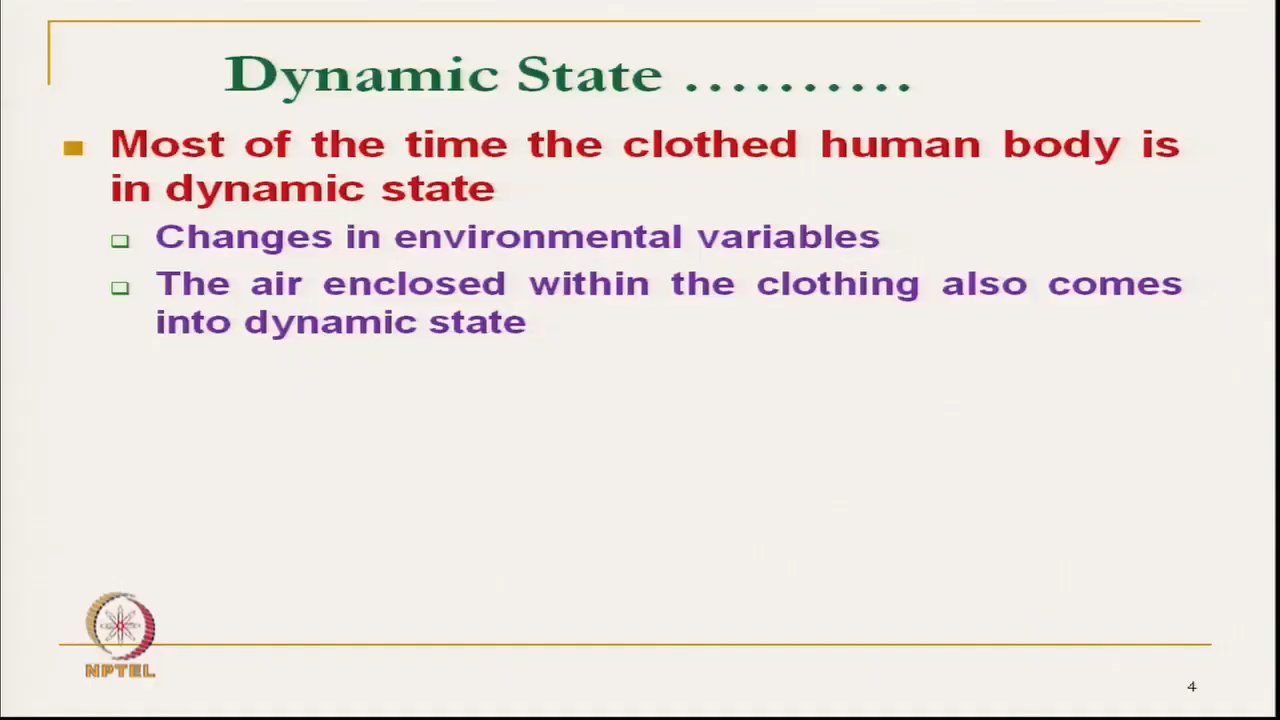 Dynamic State ..........
Most of the time the clothed human body is
in dynamic state
Changes in environmental variables
The air enclosed within the clothing also comes
into dynamic state
NPTEL
4